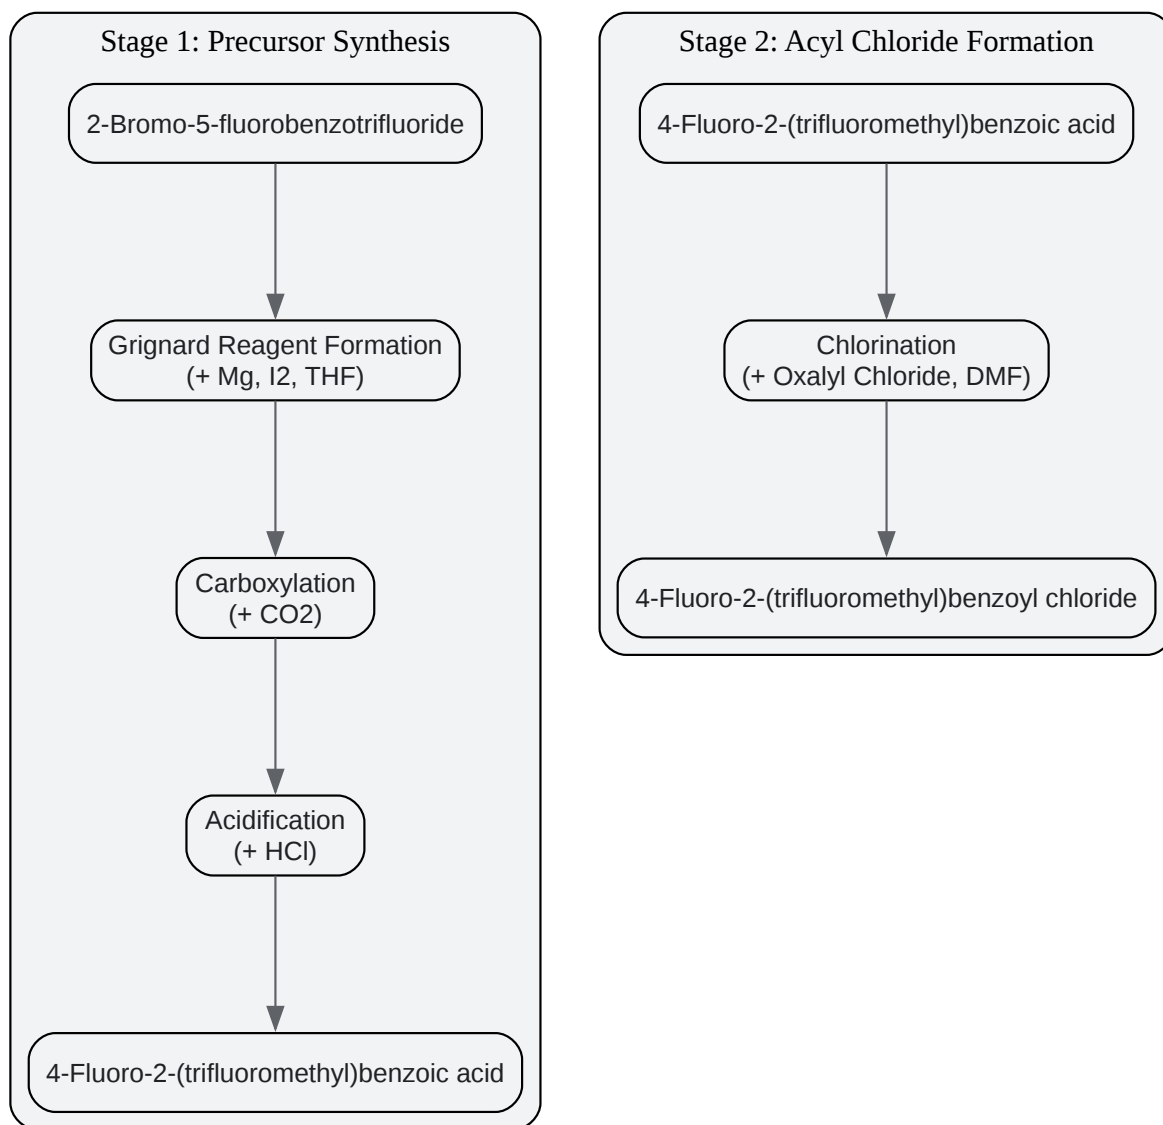 Stage 1: Precursor Synthesis
2-Bromo-5-fluorobenzotrifluoride
Grignard Reagent Formation
(+ Mg, I2, THF)
Carboxylation
(+ CO2)
Acidification
(+ HCl)
4-Fluoro-2-(trifluoromethyl)benzoic acid
Stage 2: Acyl Chloride Formation
4-Fluoro-2-(trifluoromethyl)benzoic acid
Chlorination
(+ Oxalyl Chloride, DMF)
4-Fluoro-2-(trifluoromethyl)benzoyl chloride